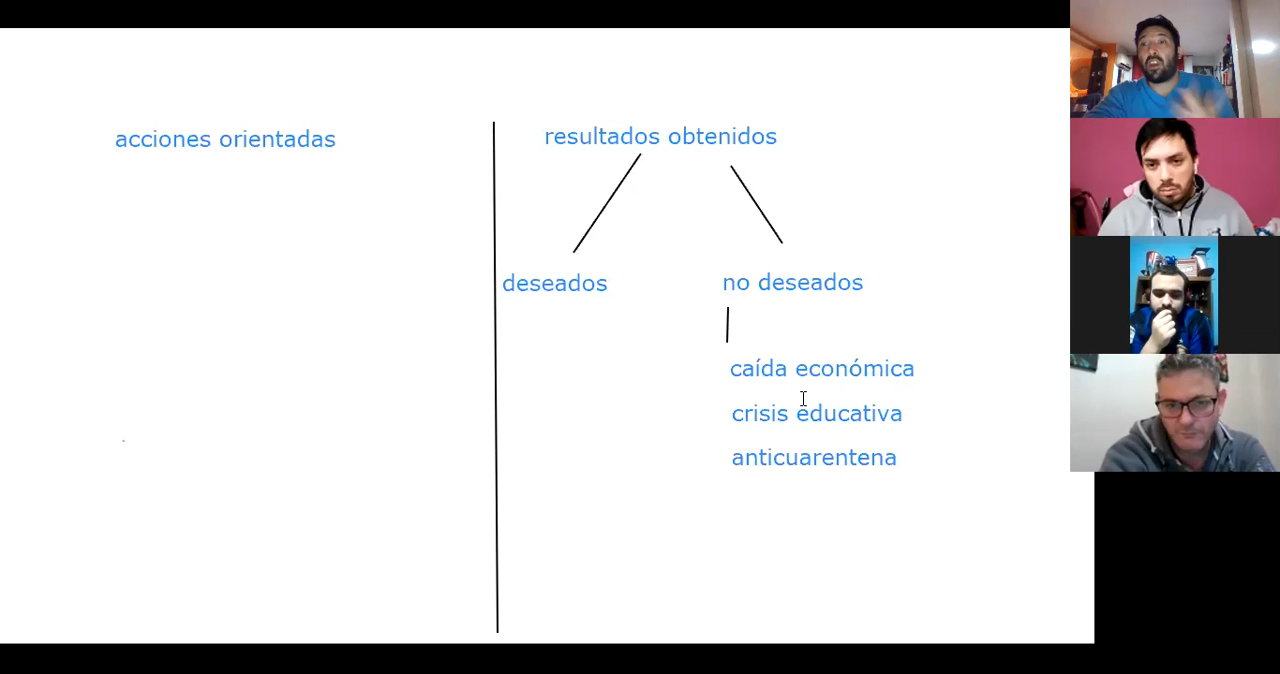 acciones orientadas
resultados obtenidos
deseados
no deseados
caída económica
crisis educativa
anticuarentena